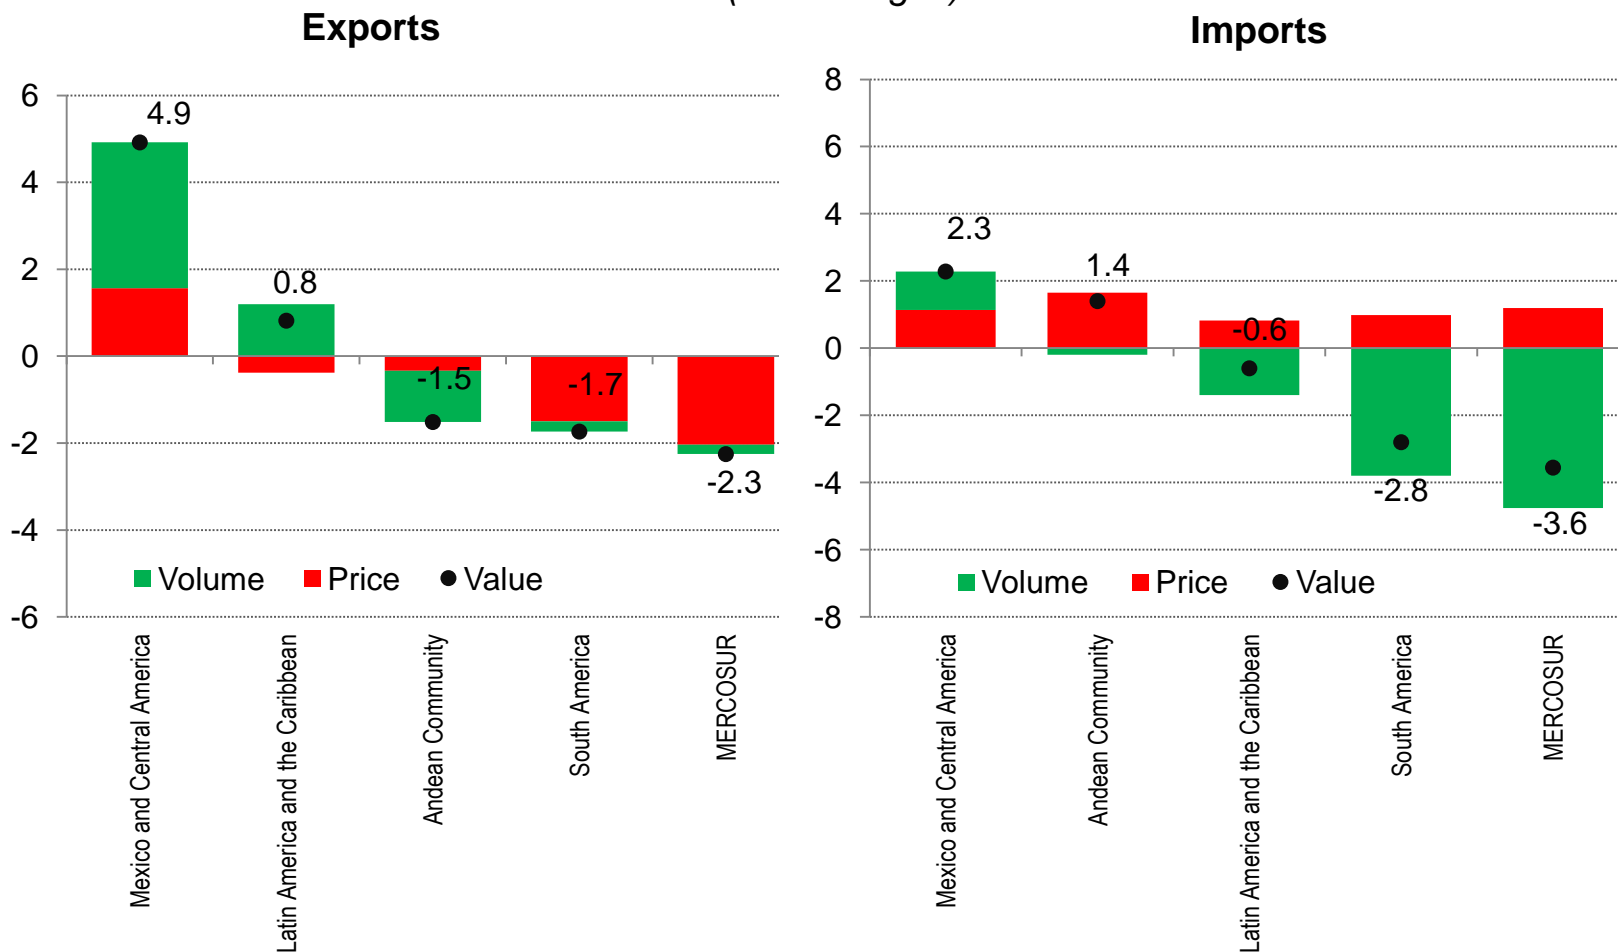 Exports
6
4
2
0
-2
-4
-6
4.9
0.8
-1.5
-1.7
-2.3
Volume Price Value
Mexico and Central America
Latin America and the Caribbean
Andean Community
South America
MERCOSUR
Imports
8
6
4
2
0
-2
-4
-6
-8
2.3
1.4
-0.6
-2.8
-3.6
Volume Price Value
Mexico and Central America
Andean Community
Latin America and the Caribbean
South America
MERCOSUR